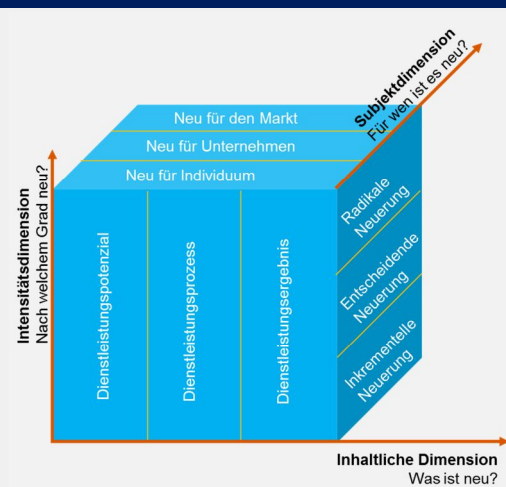 Subjektdimension
Für wen ist es neu?
Neu für den Markt
Neu für Unternehmen
Neu für Individuum
Intensitätsdimension
Nach welchem Grad neu?
Dienstleistungspotenzial
Dienstleistungsprozess
Dienstleistungsergebnis
Radikale
Neuerung
Entscheidende
Neuerung
Inkrementelle
Neuerung
Inhaltliche Dimension
Was ist neu?